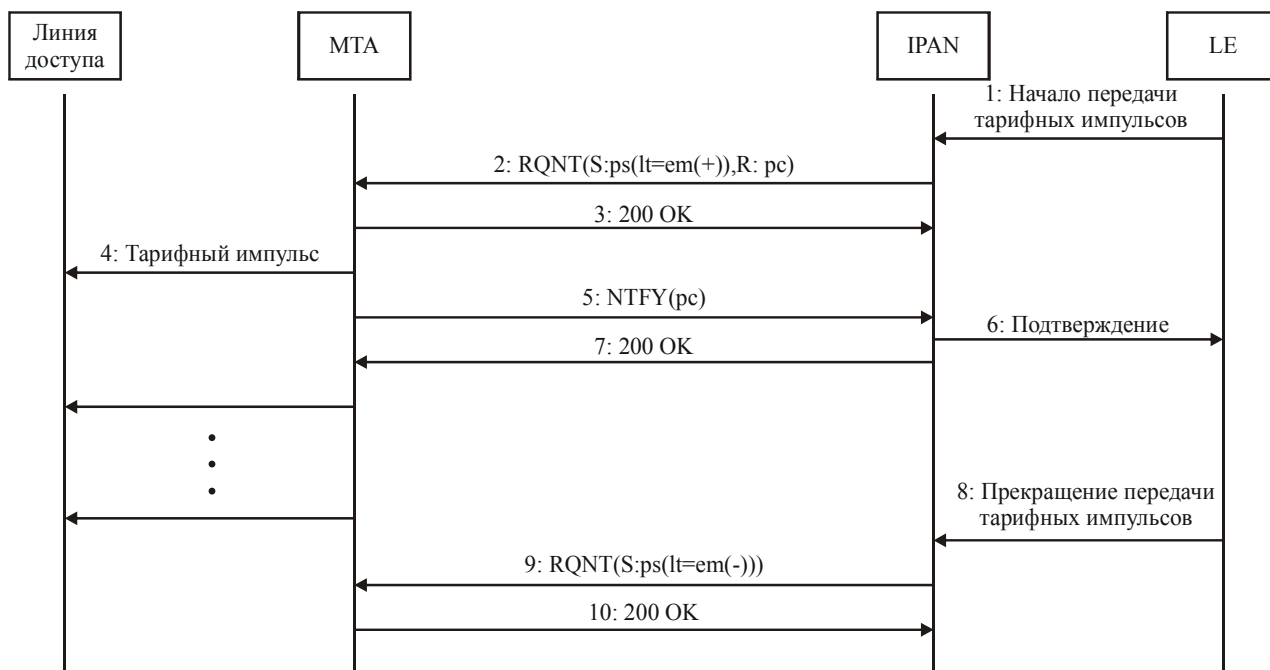 Линия
доступа
MTA
IPAN
LE
1: Начало передачи
тарифных импульсов
2: RQNT(S:ps(lt=em(+)),R: pc)
3: 200 OK
4: Тарифный импульс
5: NTFY(pc)
6: Подтверждение
7: 200 OK
8: Прекращение передачи
тарифных импульсов
9: RQNT(S:ps(lt=em(-)))
10: 200 OK